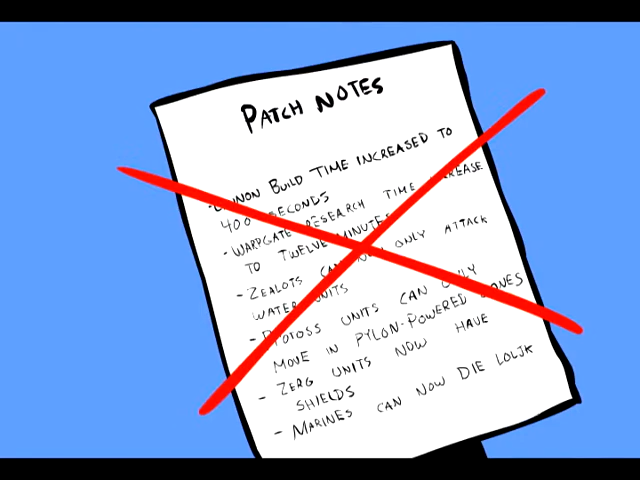 PATCH NOTES
- CANNON BUILD TIME INCREASED TO
400 SECONDS
- WARPGATE RESEARCH TIME INCREASE
TO TWELVE MINUTES
- ZEALOTS CAN NOW ONLY ATTACK
WATER UNITS
- PROTOSS UNITS CAN ONLY
MOVE IN PYLON-POWERED ZONES
- ZERG UNITS NOW HAVE
SHIELDS
- MARINES CAN NOW DIE LOLJK